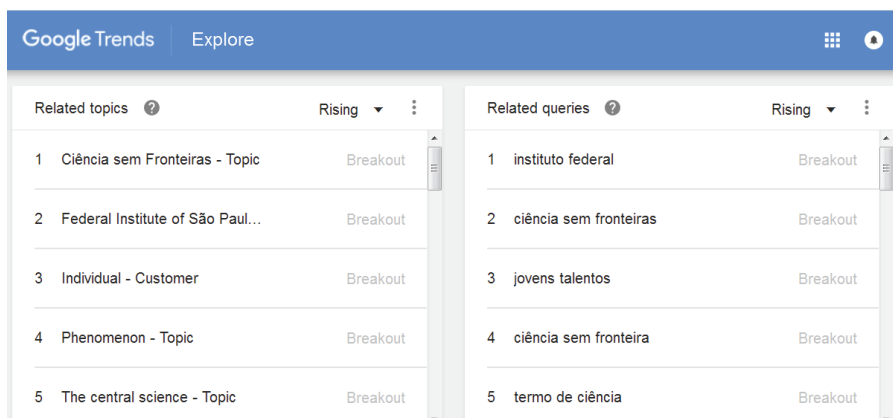 Google Trends Explore
Related topics Rising
1 Ciência sem Fronteiras - Topic Breakout
2 Federal Institute of São Paul... Breakout
3 Individual - Customer Breakout
4 Phenomenon - Topic Breakout
5 The central science - Topic Breakout
Related queries Rising
1 instituto federal Breakout
2 ciência sem fronteiras Breakout
3 jovens talentos Breakout
4 ciência sem fronteira Breakout
5 termo de ciência Breakout